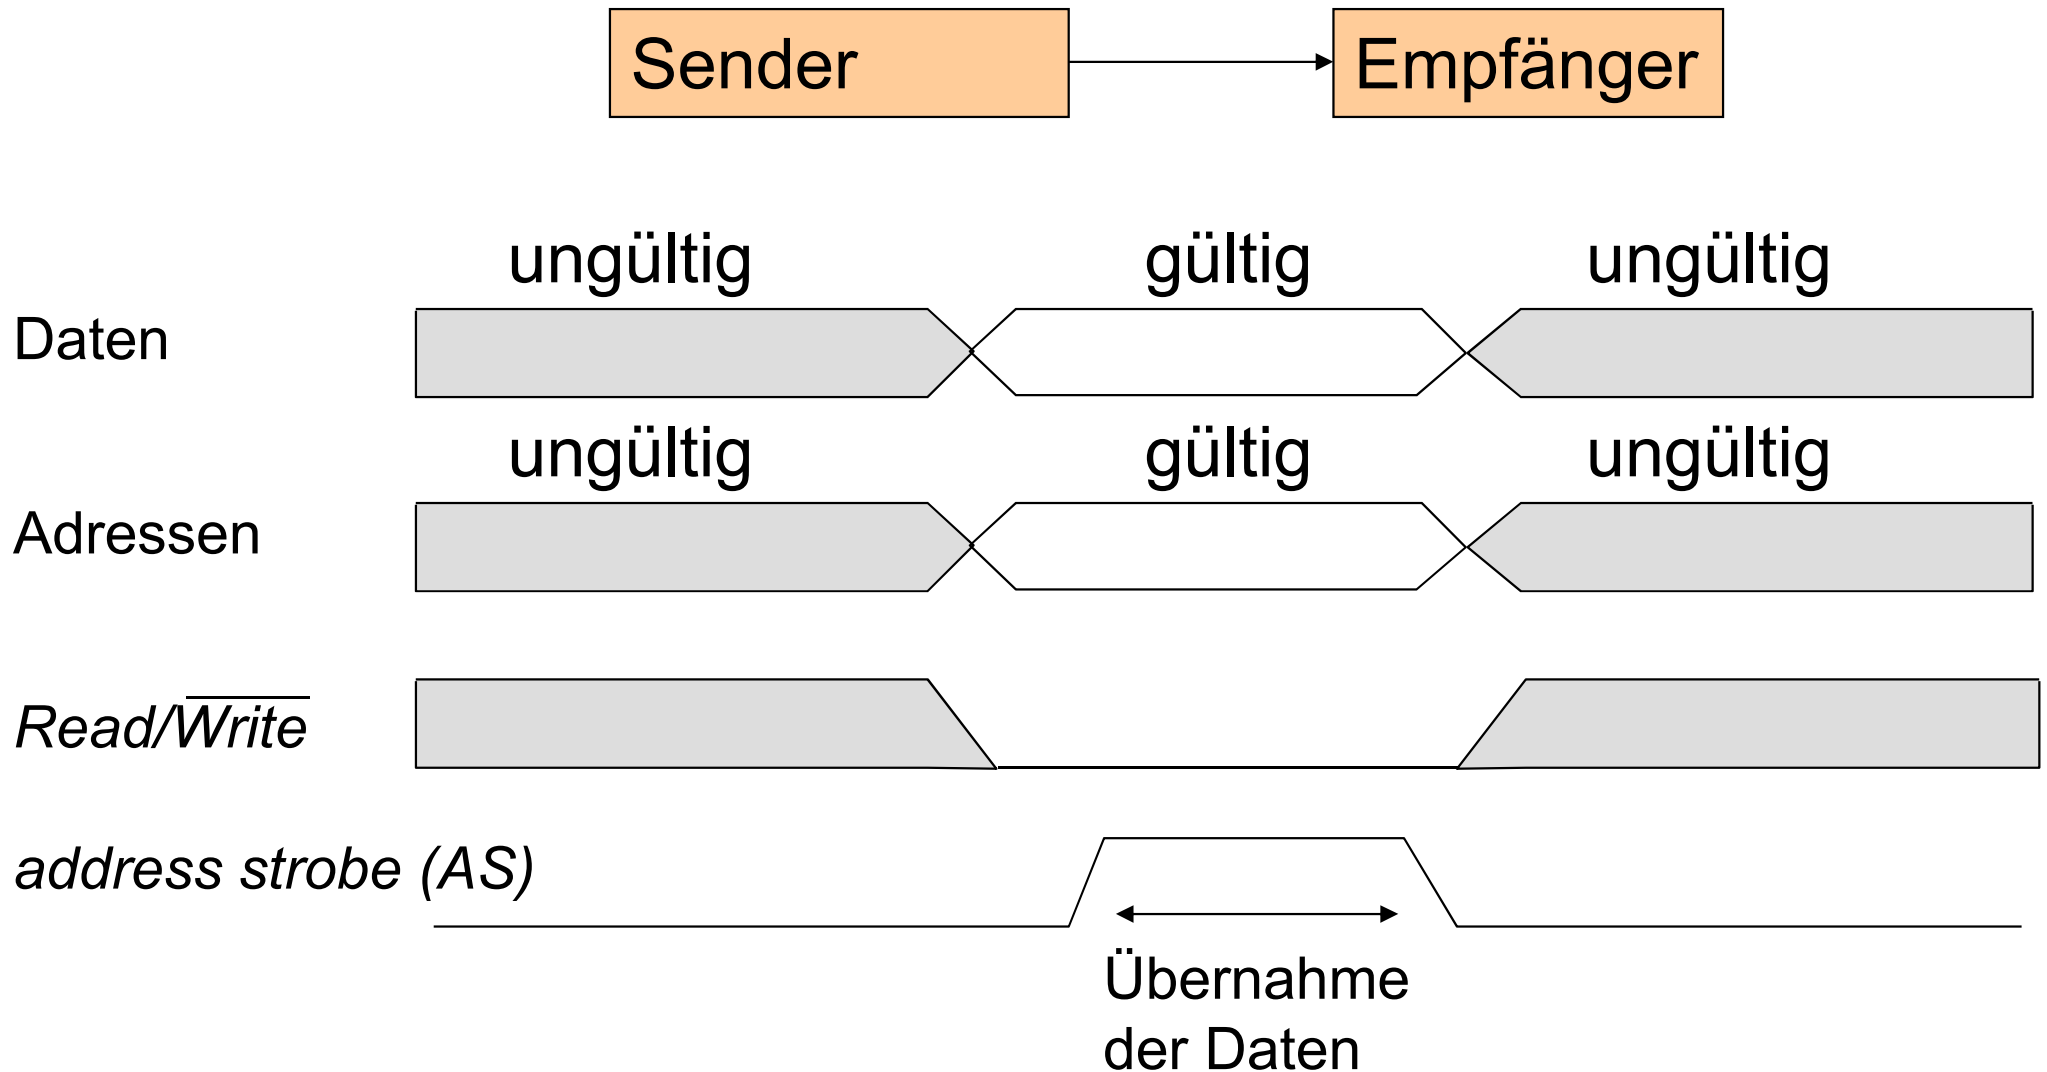 Sender
Empfänger
ungültig gültig ungültig
Daten
ungültig gültig ungültig
Adressen
Read/Write
address strobe (AS)
Übernahme
der Daten